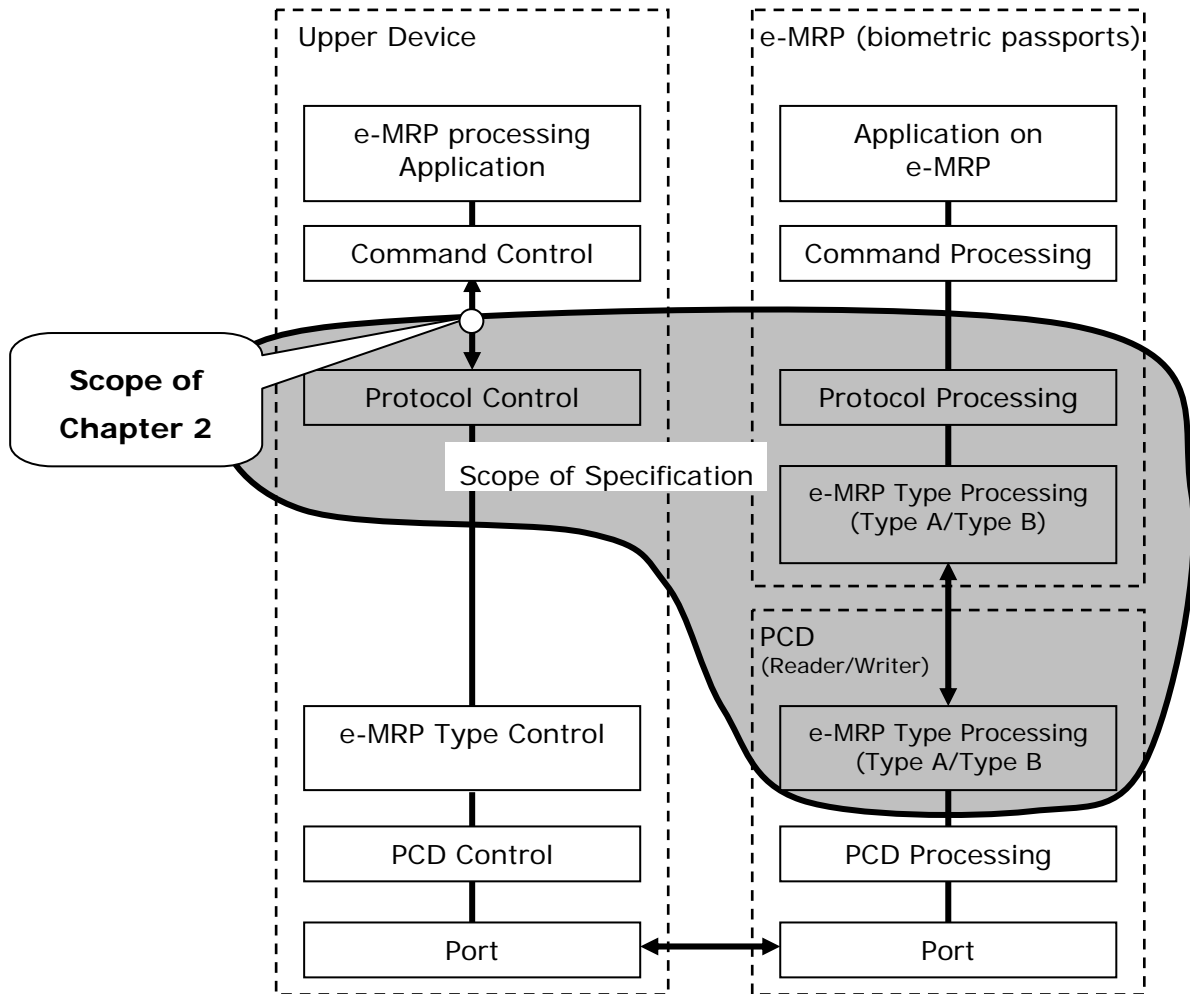 Upper Device
e-MRP processing
Application
Command Control
Scope of
Chapter 2
Protocol Control
Scope of Specification
e-MRP Type Control
PCD Control
Port
e-MRP (biometric passports)
Application on
e-MRP
Command Processing
Protocol Processing
e-MRP Type Processing
(Type A/Type B)
PCD
(Reader/Writer)
e-MRP Type Processing
(Type A/Type B
PCD Processing
Port